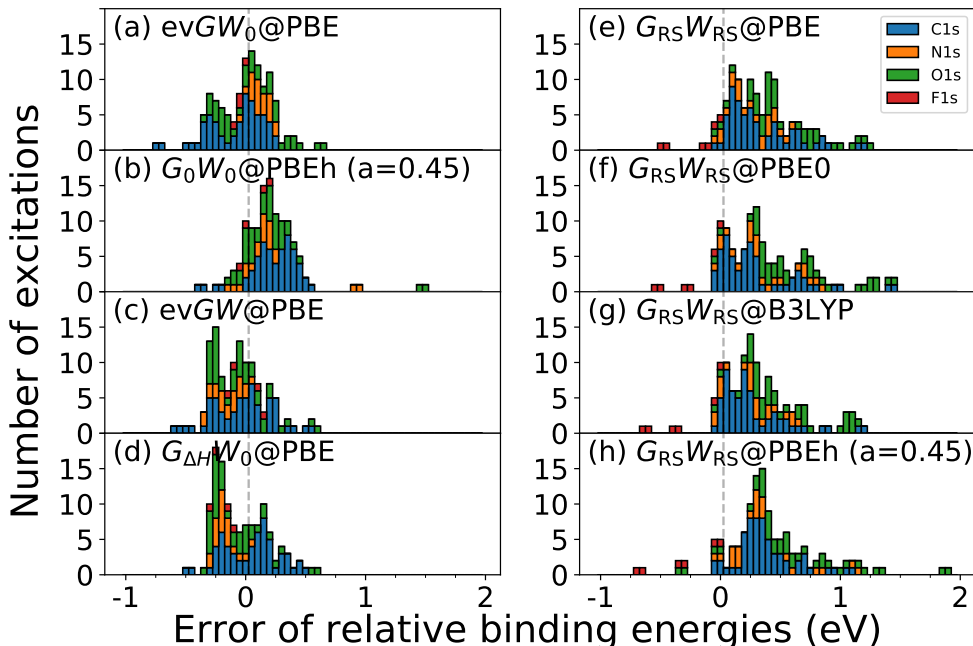 (a) evGW0@PBE
15
10
5
0
(b) G0W0@PBEh (a=0.45)
15
10
5
0
(c) evGW@PBE
15
10
5
0
(d) GΔHW0@PBE
15
10
5
0
-1 0 1 2
(e) GRSWRS@PBE
C1s
N1s
O1s
F1s
15
10
5
0
(f) GRSWRS@PBE0
15
10
5
0
(g) GRSWRS@B3LYP
15
10
5
0
(h) GRSWRS@PBEh (a=0.45)
15
10
5
0
-1 0 1 2
Number of excitations
Error of relative binding energies (eV)